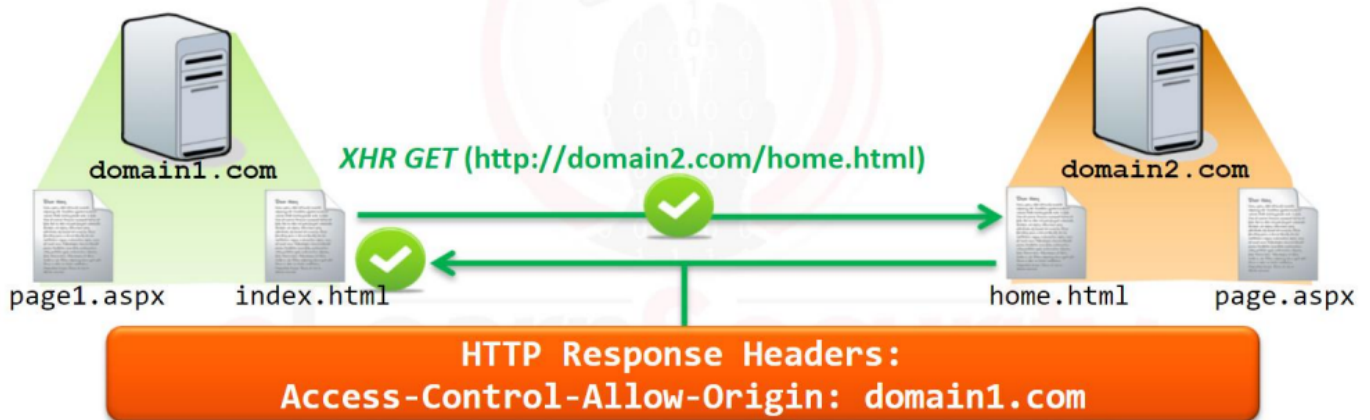 domain1.com
XHR GET (http://domain2.com/home.html)
domain2.com
page1.aspx
index.html
home.html
page.aspx
HTTP Response Headers:
Access-Control-Allow-Origin: domain1.com